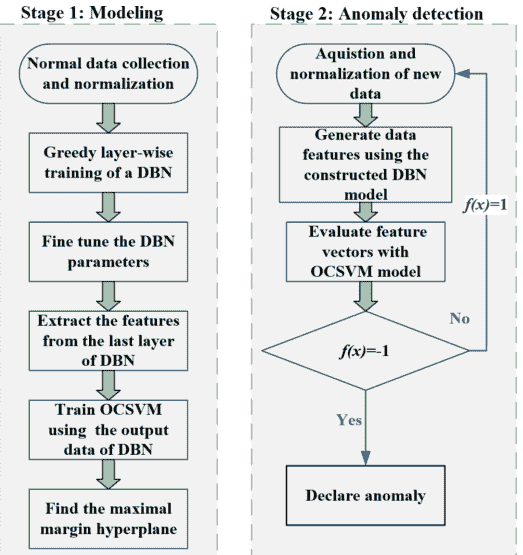 Stage 1: Modeling
Normal data collection
and normalization
Greedy layer-wise
training of a DBN
Fine tune the DBN
parameters
Extract the features
from the last layer
of DBN
Train OCSVM
using the output
data of DBN
Find the maximal
margin hyperplane
Stage 2: Anomaly detection
Aquistion and
normalization of new
data
Generate data
features using the
constructed DBN
model
Evaluate feature
vectors with
OCSVM model
f(x)=-1
No
f(x)=1
Yes
Declare anomaly